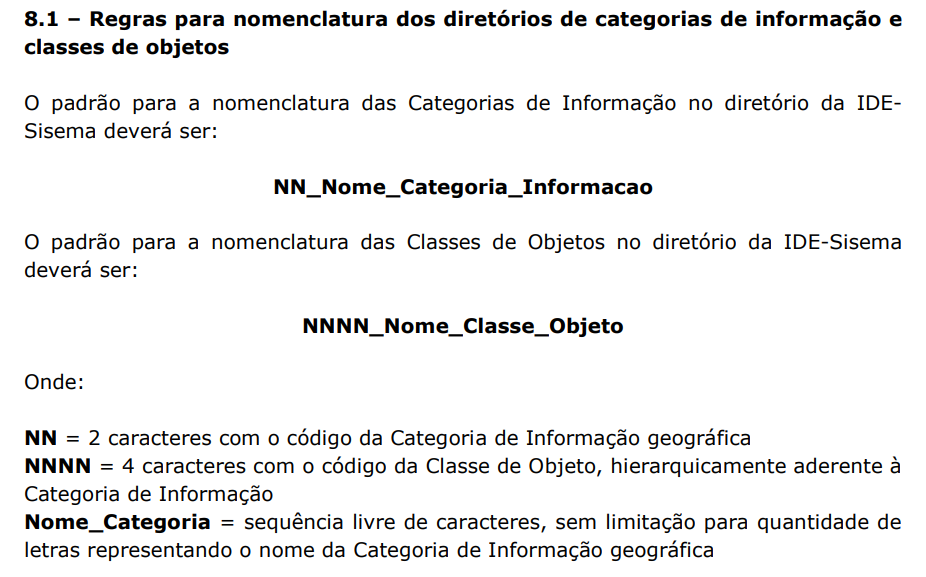 8.1 – Regras para nomenclatura dos diretórios de categorias de informação e
classes de objetos
O padrão para a nomenclatura das Categorias de Informação no diretório da IDE-
Sisema deverá ser:
NN_Nome_Categoria_Informacao
O padrão para a nomenclatura das Classes de Objetos no diretório da IDE-Sisema
deverá ser:
NNNN_Nome_Classe_Objeto
Onde:
NN = 2 caracteres com o código da Categoria de Informação geográfica
NNNN = 4 caracteres com o código da Classe de Objeto, hierarquicamente aderente à
Categoria de Informação
Nome_Categoria = sequência livre de caracteres, sem limitação para quantidade de
letras representando o nome da Categoria de Informação geográfica